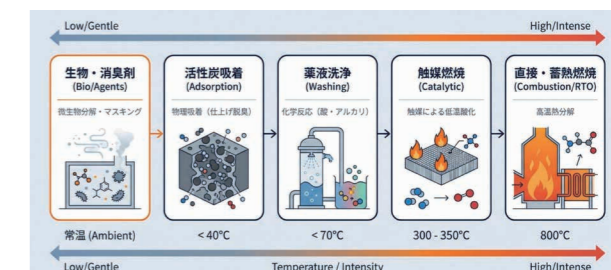 Low/Gentle
High/Intense
生物・消臭剤
(Bio/Agents)
微生物分解・マスキング
活性炭吸着
(Adsorption)
物理吸着(仕上げ脱臭)
薬液洗浄
(Washing)
化学反応(酸・アルカリ)
触媒燃焼
(Catalytic)
触媒による低温酸化
直接・蓄熱燃焼
(Combustion/RTO)
高温熱分解
常温 (Ambient)
< 40°C
< 70°C
300 - 350°C
800°C
Low/Gentle
Temperature / Intensity
High/Intense